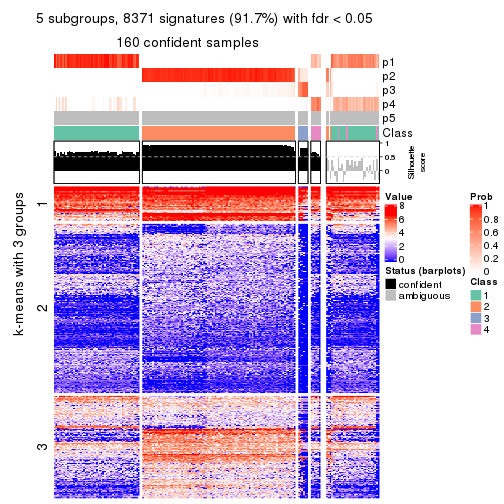 5 subgroups, 8371 signatures (91.7%) with fdr < 0.05
160 confident samples
p1
p2
p3
p4
p5
Class
1
0.5
0
Silhouette
score
k-means with 3 groups
1
2
3
Value
8
6
4
2
0
Status (barplots)
confident
ambiguous
Prob
1
0.8
0.6
0.4
0.2
0
Class
1
2
3
4